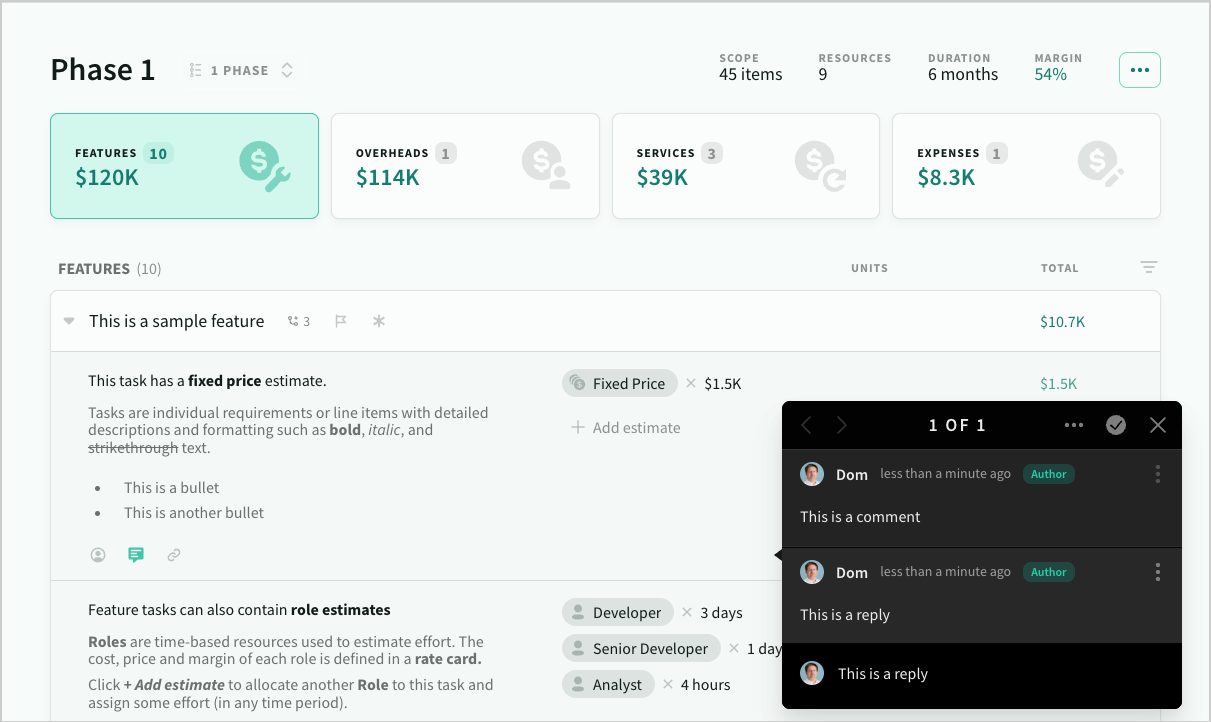 Phase 1
1 PHASE
SCOPE
45 items
RESOURCES
9
DURATION
6 months
MARGIN
54%
FEATURES 10
$120K
OVERHEADS 1
$114K
SERVICES 3
$39K
EXPENSES 1
$8.3K
FEATURES (10)
UNITS
TOTAL
This is a sample feature
3
$10.7K
This task has a fixed price estimate.
Fixed Price × $1.5K
$1.5K
Tasks are individual requirements or line items with detailed
descriptions and formatting such as bold, italic, and
strikethrough text.
+ Add estimate
• This is a bullet
• This is another bullet
Feature tasks can also contain role estimates
Roles are time-based resources used to estimate effort. The
cost, price and margin of each role is defined in a rate card.
Click + Add estimate to allocate another Role to this task and
assign some effort (in any time period).
Developer × 3 days
Senior Developer × 1 day
Analyst × 4 hours
1 OF 1
Dom less than a minute ago Author
This is a comment
Dom less than a minute ago Author
This is a reply
This is a reply